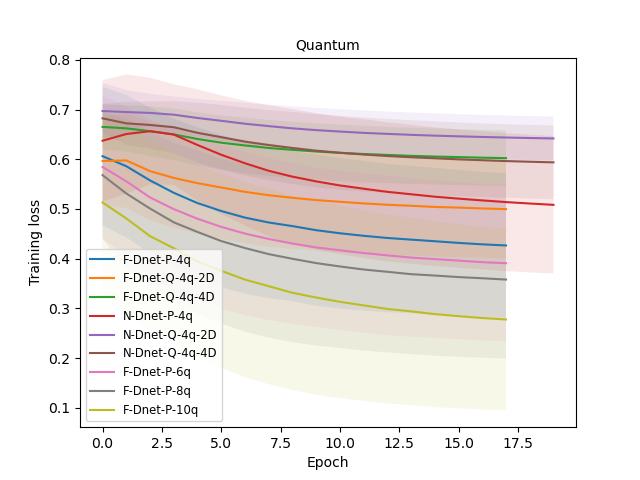 Quantum
0.8
0.7
0.6
0.5
0.4
0.3
0.2
0.1
Training loss
F-Dnet-P-4q
F-Dnet-Q-4q-2D
F-Dnet-Q-4q-4D
N-Dnet-P-4q
N-Dnet-Q-4q-2D
N-Dnet-Q-4q-4D
F-Dnet-P-6q
F-Dnet-P-8q
F-Dnet-P-10q
0.0 2.5 5.0 7.5 10.0 12.5 15.0 17.5
Epoch